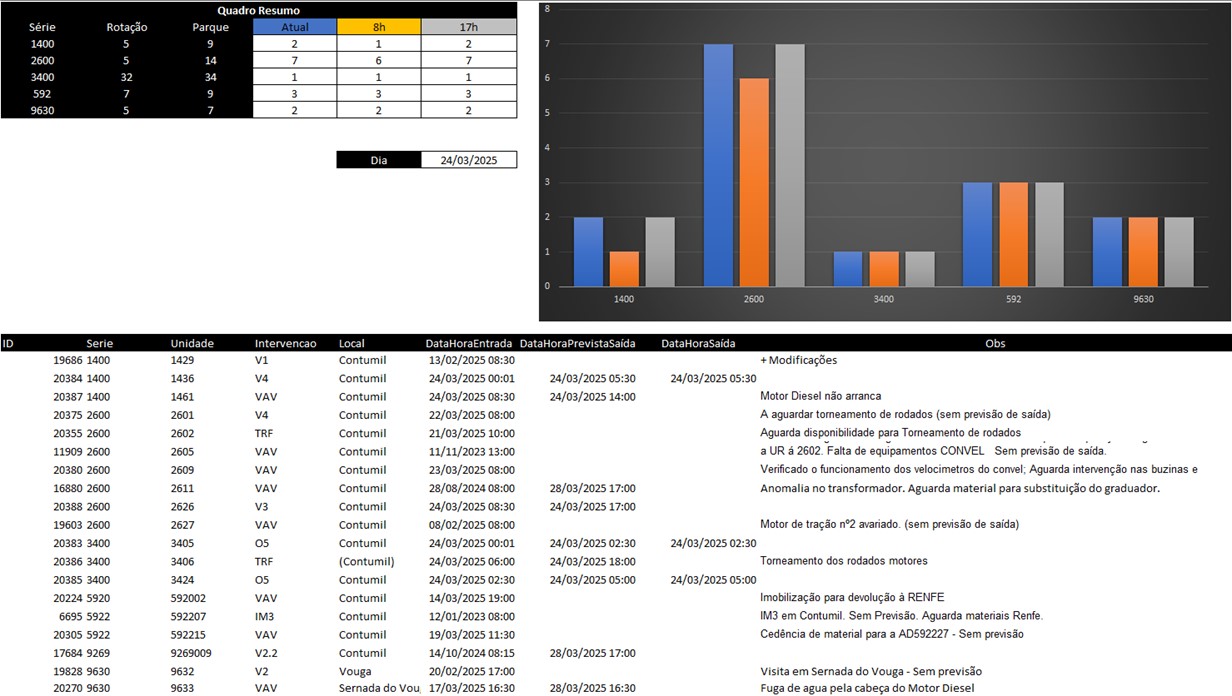 Quadro Resumo
Série Rotação Parque Atual 8h 17h
1400 5 9 2 1 2
2600 5 14 7 6 7
3400 32 34 1 1 1
592 7 9 3 3 3
9630 5 7 2 2 2
Dia 24/03/2025
8
7
6
5
4
3
2
1
0
1400 2600 3400 592 9630
ID Serie Unidade Intervencao Local DataHoraEntrada DataHoraPrevistaSaída DataHoraSaída Obs
19686 1400 1429 V1 Contumil 13/02/2025 08:30 + Modificações
20384 1400 1436 V4 Contumil 24/03/2025 00:01 24/03/2025 05:30 24/03/2025 05:30
20387 1400 1461 VAV Contumil 24/03/2025 08:30 24/03/2025 14:00 Motor Diesel não arranca
20375 2600 2601 V4 Contumil 22/03/2025 08:00 A aguardar torneamento de rodados (sem previsão de saída)
20355 2600 2602 TRF Contumil 21/03/2025 10:00 Aguarda disponibilidade para Torneamento de rodados
11909 2600 2605 VAV Contumil 11/11/2023 13:00 a UR á 2602. Falta de equipamentos CONVEL Sem previsão de saída.
20380 2600 2609 VAV Contumil 23/03/2025 08:00 Verificado o funcionamento dos velocimetros do convel; Aguarda intervenção nas buzinas e
16880 2600 2611 VAV Contumil 28/08/2024 08:00 28/03/2025 17:00 Anomalia no transformador. Aguarda material para substituição do graduador.
20388 2600 2626 V3 Contumil 24/03/2025 08:30 24/03/2025 17:00
19603 2600 2627 VAV Contumil 08/02/2025 08:00 Motor de tração nº2 avariado. (sem previsão de saída)
20383 3400 3405 O5 Contumil 24/03/2025 00:01 24/03/2025 02:30 24/03/2025 02:30
20386 3400 3406 TRF (Contumil) 24/03/2025 06:00 24/03/2025 18:00 Torneamento dos rodados motores
20385 3400 3424 O5 Contumil 24/03/2025 02:30 24/03/2025 05:00 24/03/2025 05:00
20224 5920 592002 VAV Contumil 14/03/2025 19:00 Imobilização para devolução à RENFE
6695 5922 592207 IM3 Contumil 12/01/2023 08:00 IM3 em Contumil. Sem Previsão. Aguarda materiais Renfe.
20305 5922 592215 VAV Contumil 19/03/2025 11:30 Cedência de material para a AD592227 - Sem previsão
17684 9269 9269009 V2.2 Contumil 14/10/2024 08:15 28/03/2025 17:00
19828 9630 9632 V2 Vouga 20/02/2025 17:00 Visita em Sernada do Vouga - Sem previsão
20270 9630 9633 VAV Sernada do Vou 17/03/2025 16:30 28/03/2025 16:30 Fuga de agua pela cabeça do Motor Diesel